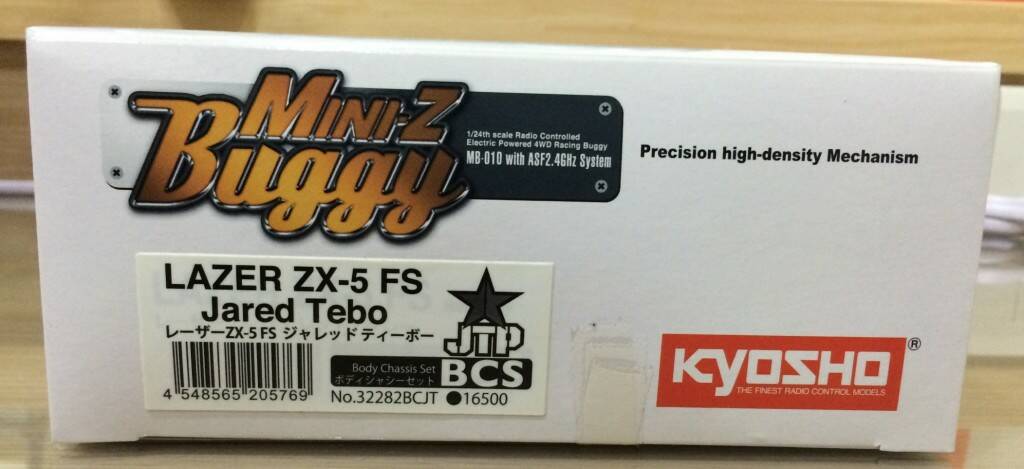 MINI-Z
Buggy
1/24th scale Radio Controlled
Electric Powered 4WD Racing Buggy
MB-010 with ASF2.4GHz System
Precision high-density Mechanism
LAZER ZX-5 FS
Jared Tebo
レーザーZX-5 FS ジャレッド ティーボー
JTP
Body Chassis Set
ボディシャシーセット
BCS
4 548565 205769
No.32282BCJT ●16500
KYOSHO®
THE FINEST RADIO CONTROL MODELS